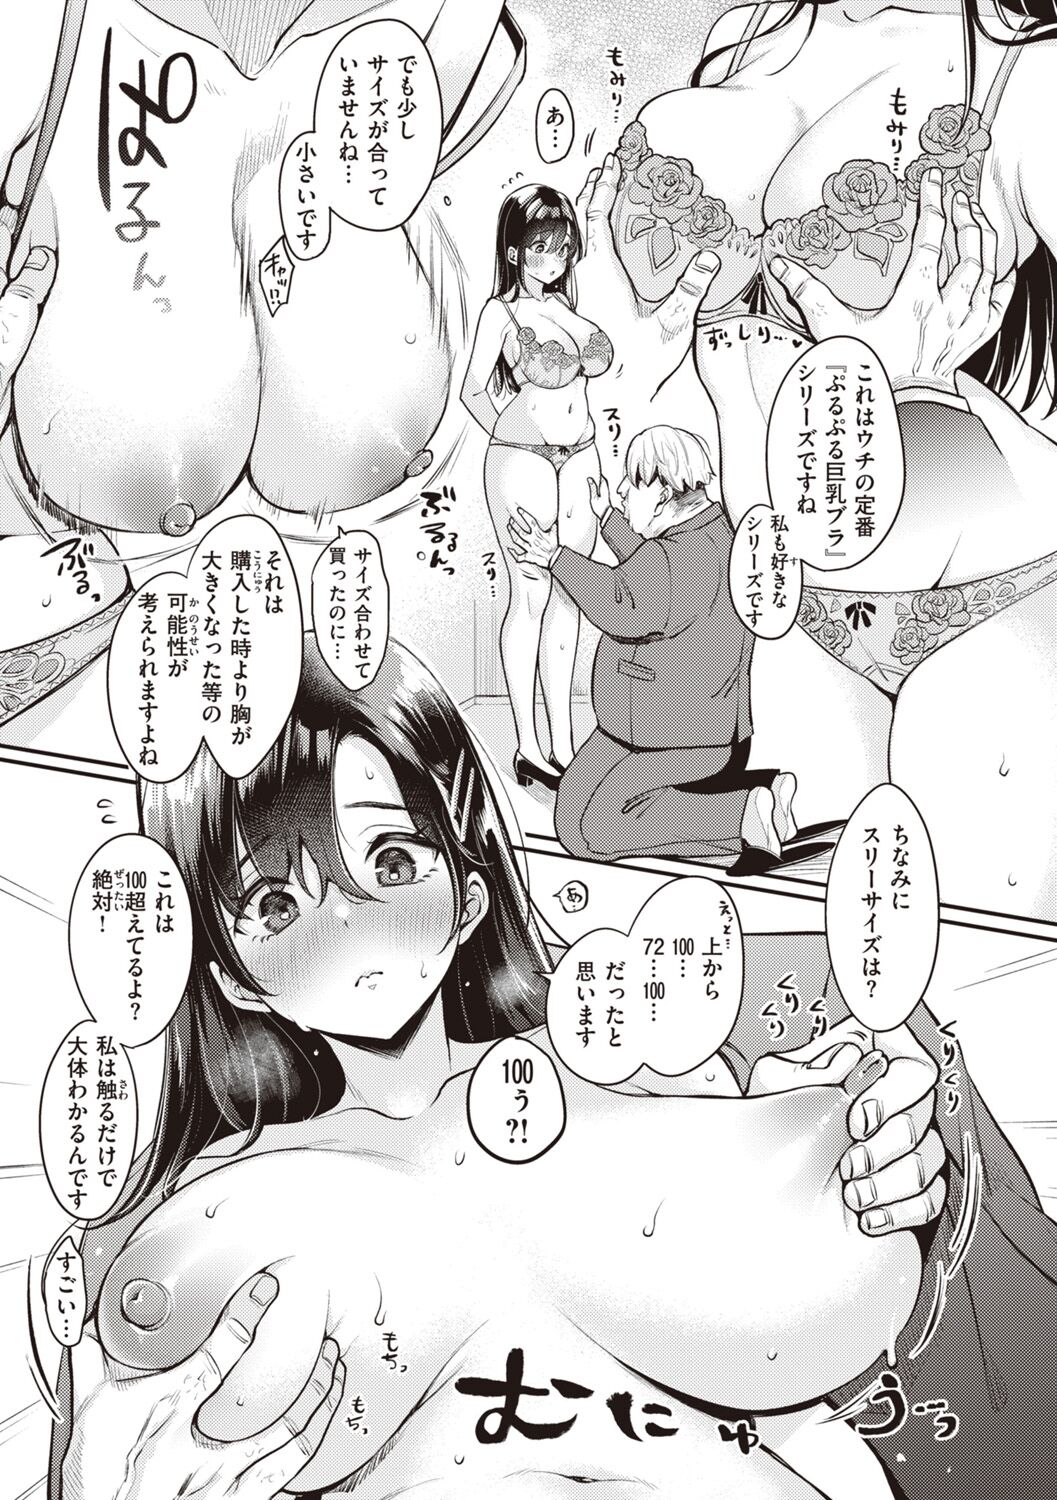 もみり…
もみり…
あ…
ずっしり…♥
これはウチの定番
『ぷるぷる巨乳ブラ』
シリーズですね
私も好きな
シリーズです
スリ…
スリ…
でも少し
サイズが合って
いませんね…
小さいです
キャッ!?
ぱるんっ
ぶるるんっ
ぶるっ
サイズ合わせて
買ったのに…
それは
購入した時より胸が
大きくなった等の
可能性が
考えられますよね
ちなみに
スリーサイズは?
えっと…
上から
100…
72…100…
だったと
思います
あ…
くりくり
くりくり
くりくり
100ぅ?!
これは
100超えてるよ?
絶対!
私は触るだけで
大体わかるんです
すごい…
もちっ
もちっ
むにゅうーっ